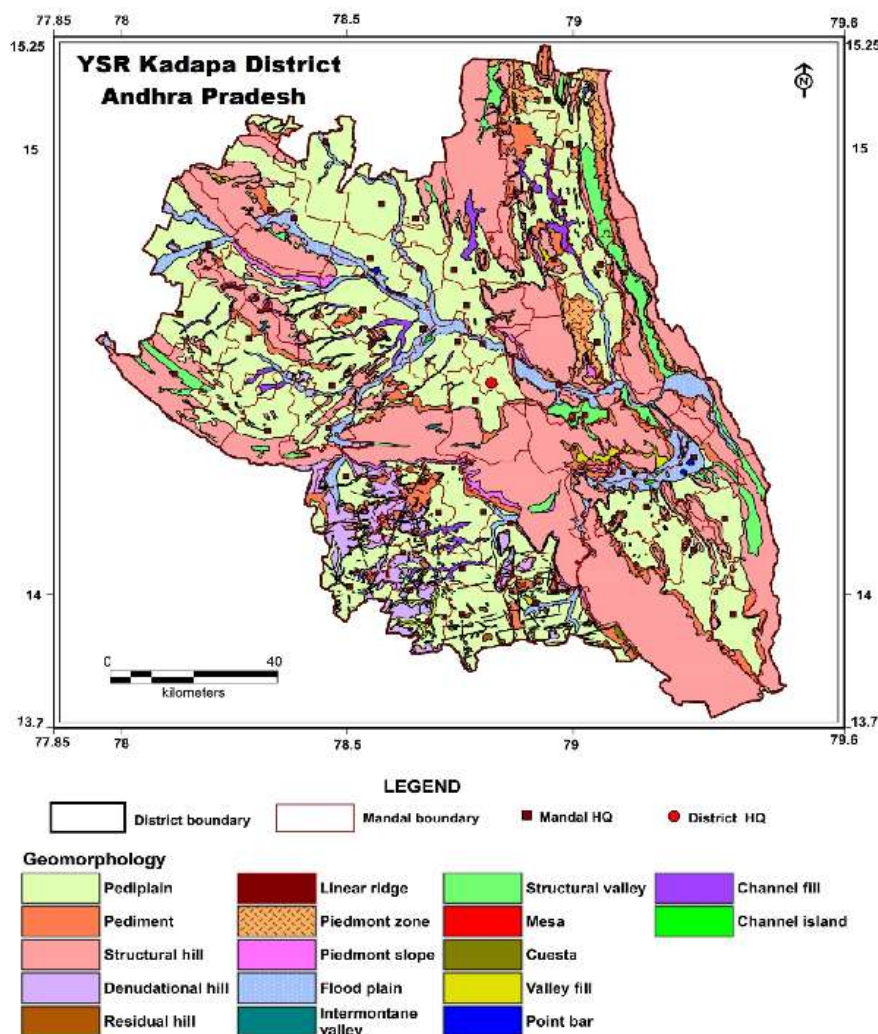 77.85 78 78.5 79 79.6
15.25 15.25
YSR Kadapa District
Andhra Pradesh
N
15 15
14 14
0 40
kilometers
13.7 13.7
77.85 78 78.5 79 79.6
LEGEND
District boundary Mandal boundary Mandal HQ District HQ
Geomorphology
Pediplain Linear ridge Structural valley Channel fill
Pediment Piedmont zone Mesa Channel island
Structural hill Piedmont slope Cuesta
Denudational hill Flood plain Valley fill
Residual hill Intermontane valley Point bar